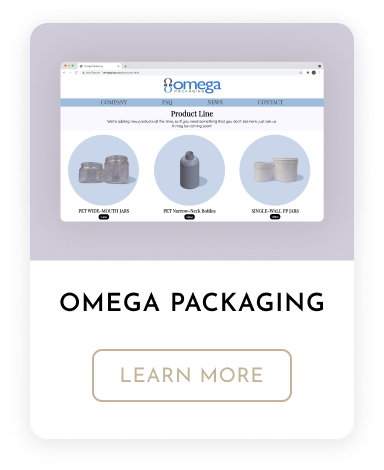 omega
PACKAGING
COMPANY FAQ NEWS CONTACT
Product Line
We're adding new products all the time, so if you need something that you don't see here, just ask us.
It may be coming soon!
PET WIDE-MOUTH JARS PET Narrow-Neck Bottles SINGLE-WALL PP JARS
OMEGA PACKAGING
LEARN MORE